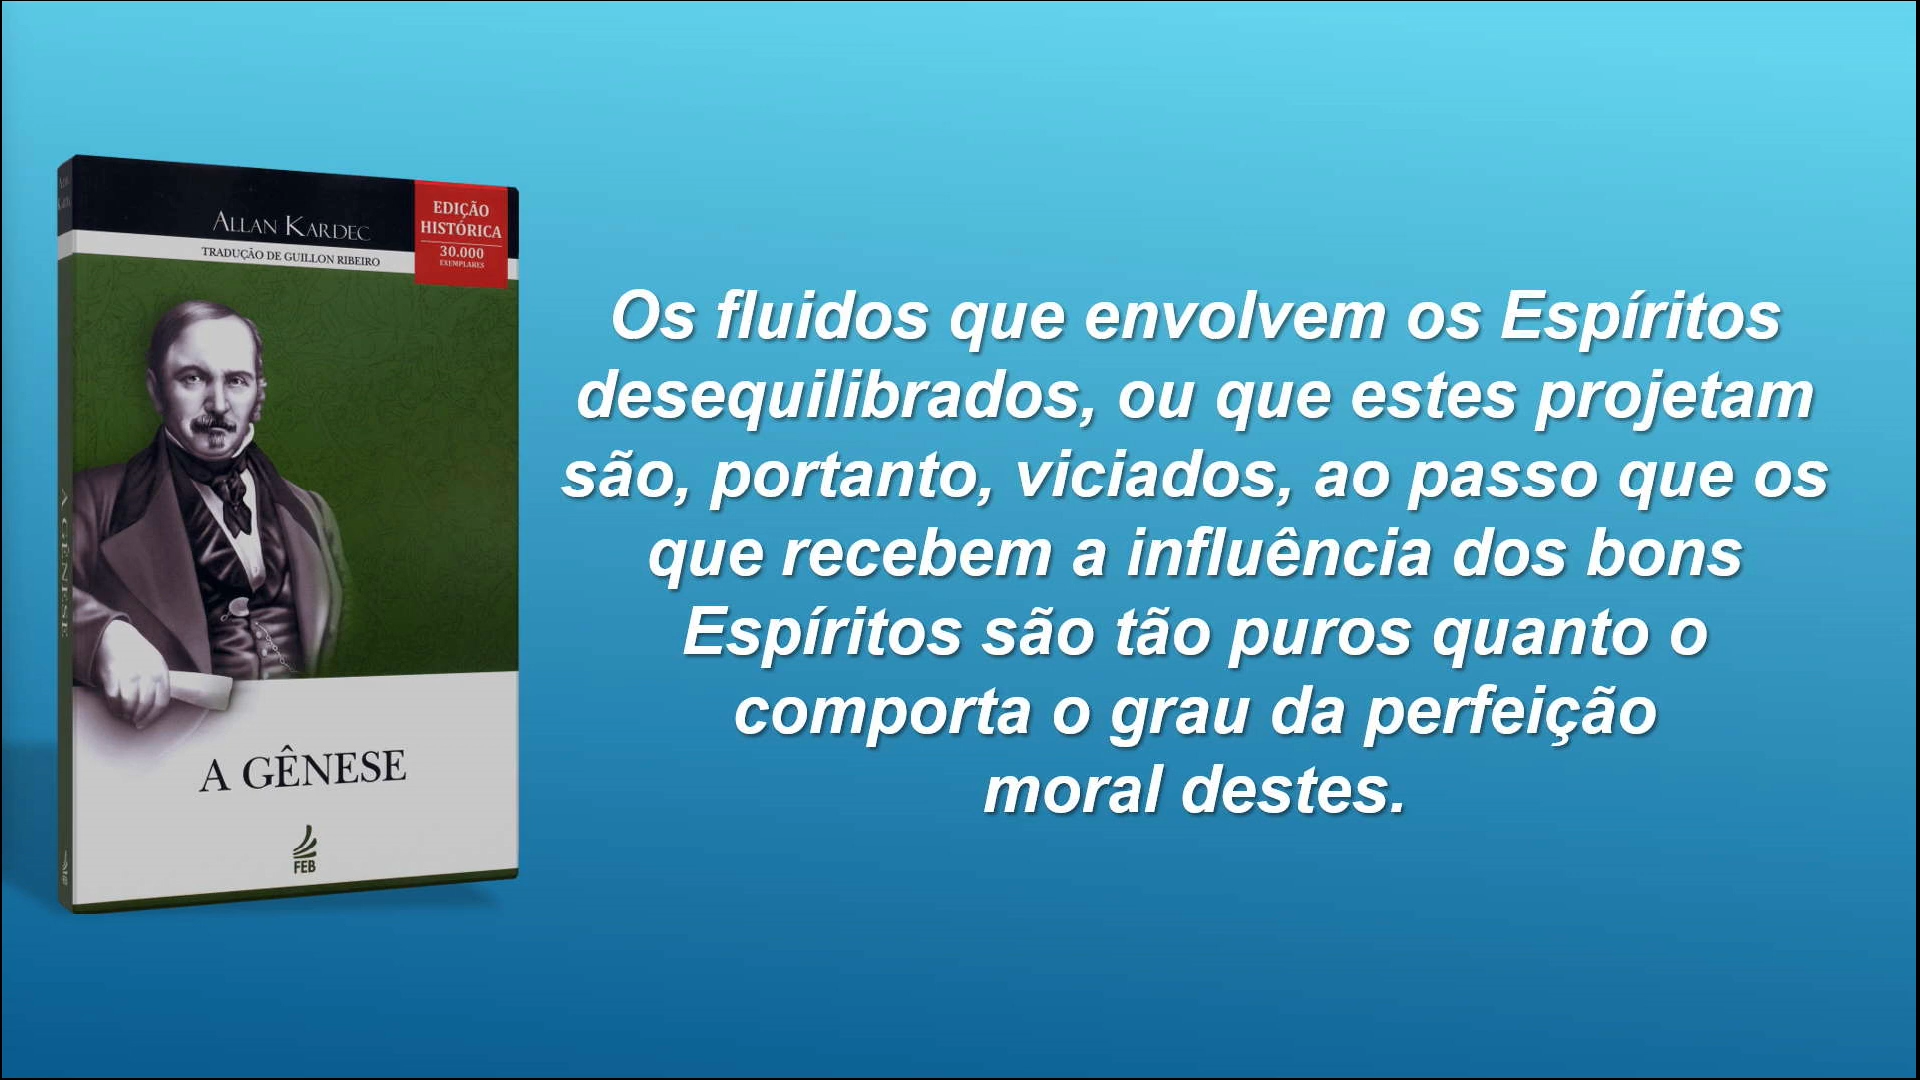 ALLAN KARDEC
TRADUÇÃO DE GUILLON RIBEIRO
EDIÇÃO
HISTÓRICA
30.000
EXEMPLARES
A GÊNESE
A GÊNESE
FEB
Os fluidos que envolvem os Espíritos
desequilibrados, ou que estes projetam
são, portanto, viciados, ao passo que os
que recebem a influência dos bons
Espíritos são tão puros quanto o
comporta o grau da perfeição
moral destes.